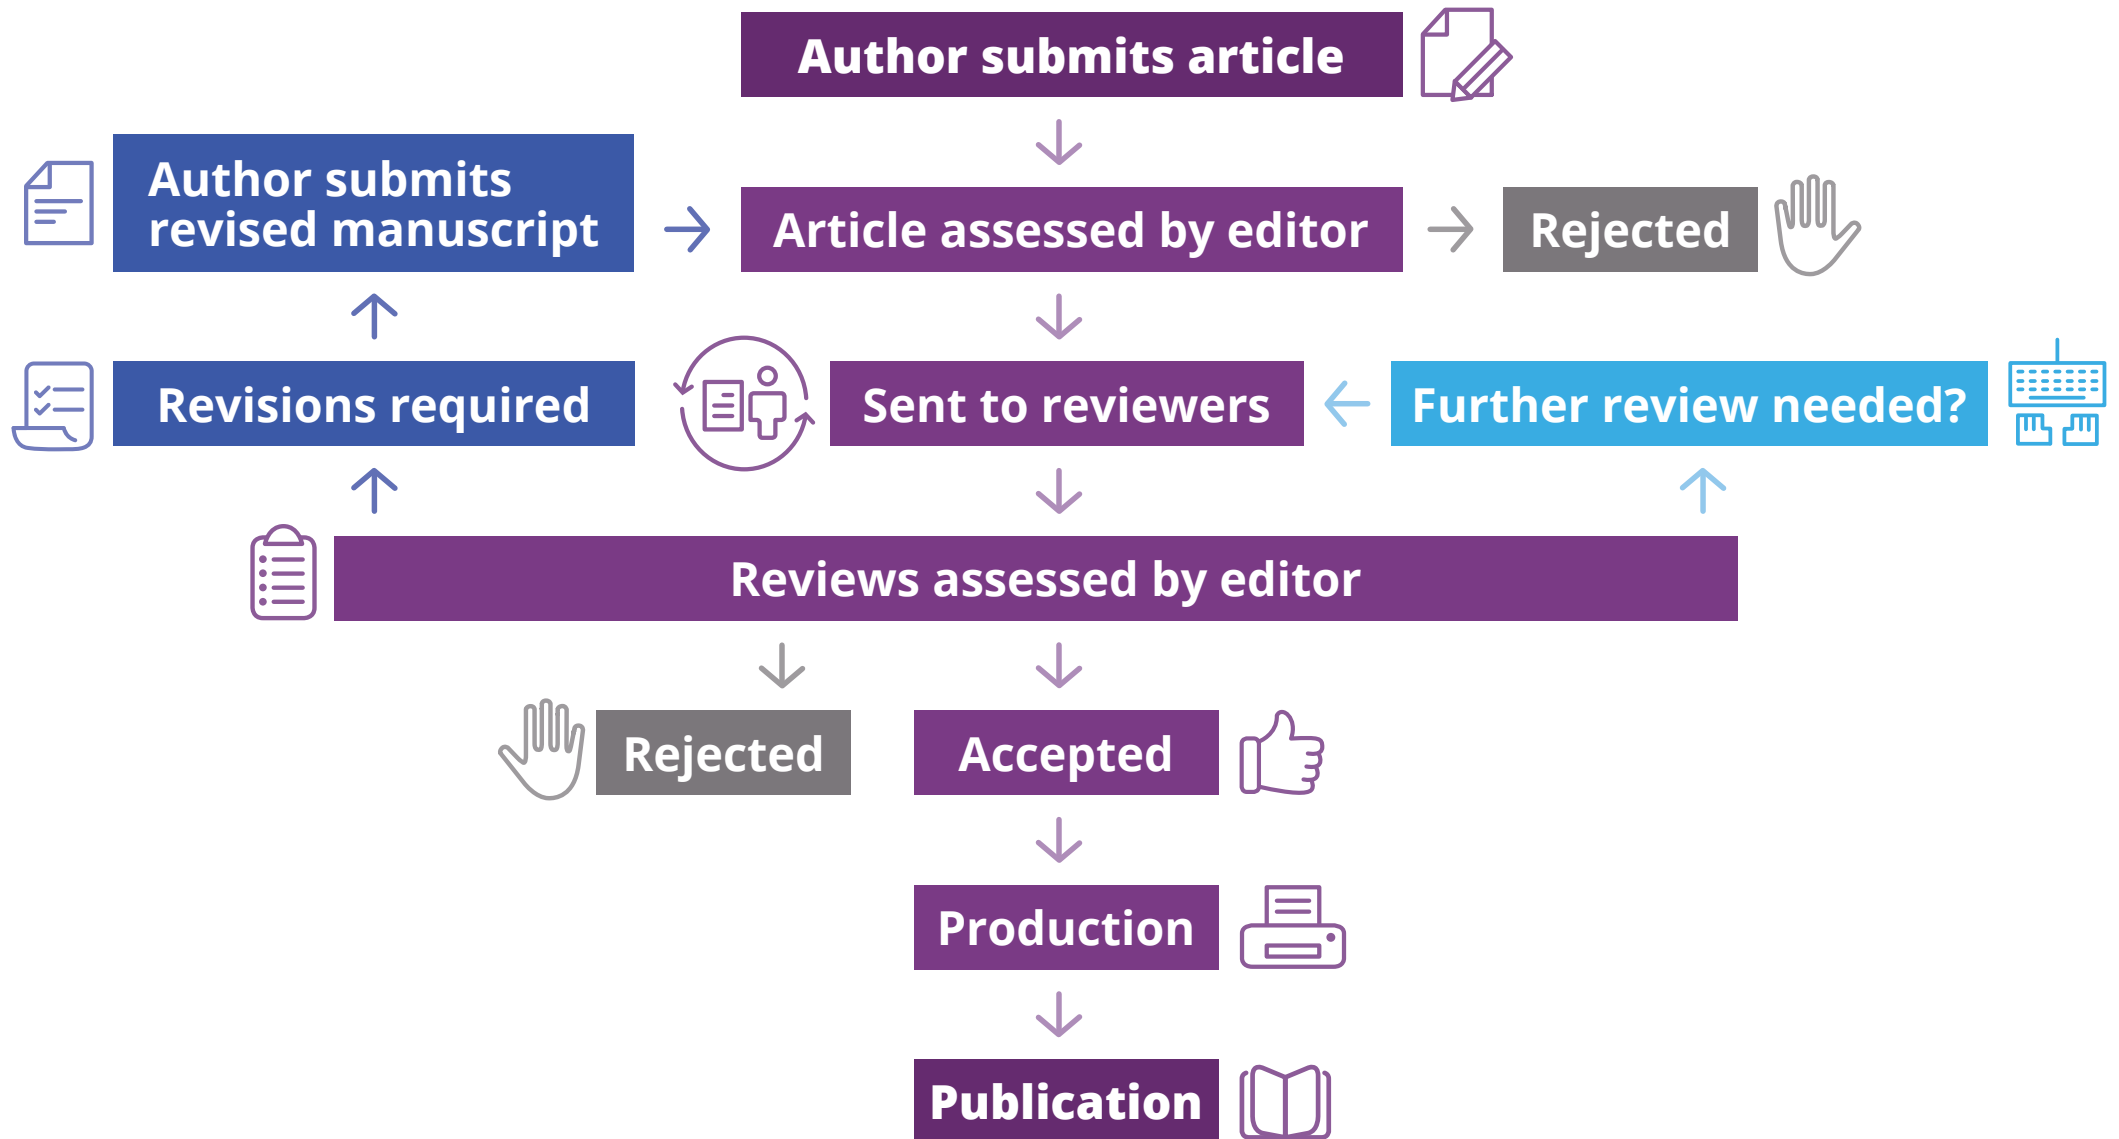 Author submits article
Author submits
revised manuscript
Article assessed by editor
Rejected
Revisions required
Sent to reviewers
Further review needed?
Reviews assessed by editor
Rejected
Accepted
Production
Publication